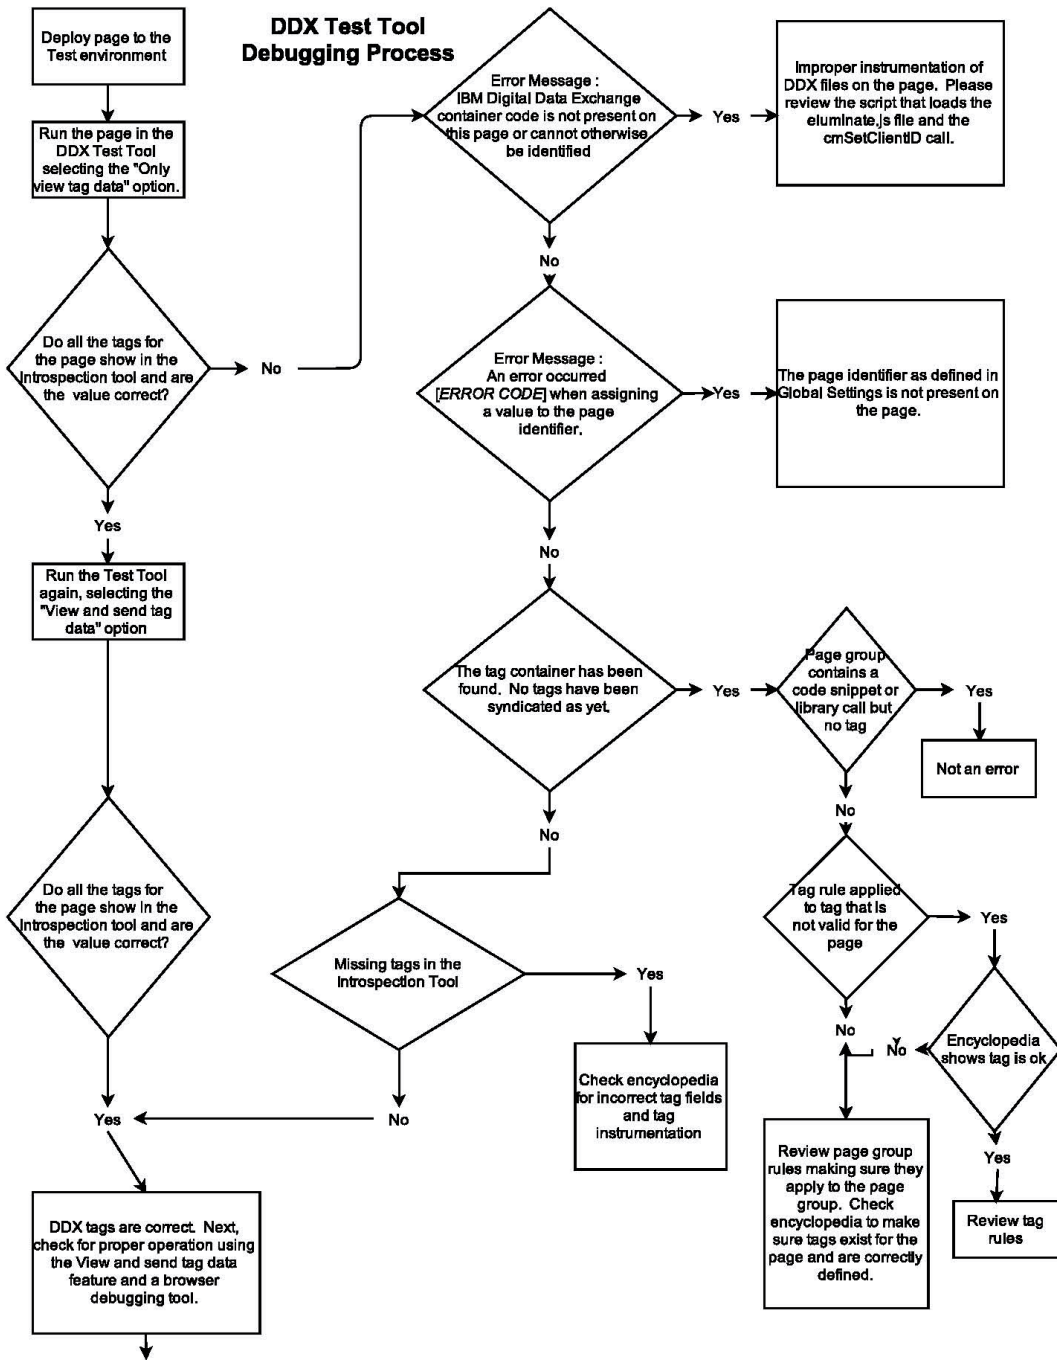 DDX Test Tool
Debugging Process
Deploy page to the
Test environment
Run the page in the
DDX Test Tool
selecting the "Only
view tag data" option.
Do all the tags for
the page show in the
Introspection tool and are
the value correct?
No
Yes
Run the Test Tool
again, selecting the
"View and send tag
data" option
Do all the tags for
the page show in the
Introspection tool and are
the value correct?
Yes
DDX tags are correct. Next,
check for proper operation using
the View and send tag data
feature and a browser
debugging tool.
Error Message :
IBM Digital Data Exchange
container code is not present on
this page or cannot otherwise
be identified
Yes
Improper instrumentation of
DDX files on the page. Please
review the script that loads the
eluminate.js file and the
cmSetClientID call.
No
Error Message :
An error occurred
[ERROR CODE] when assigning
a value to the page
identifier.
Yes
The page identifier as defined in
Global Settings is not present on
the page.
No
The tag container has been
found. No tags have been
syndicated as yet.
Yes
Page group
contains a
code snippet or
library call but
no tag
Yes
Not an error
No
Tag rule applied
to tag that is
not valid for the
page
Yes
Encyclopedia
shows tag is ok
No
Yes
Review tag
rules
No
Review page group
rules making sure they
apply to the page
group. Check
encyclopedia to make
sure tags exist for the
page and are correctly
defined.
No
Missing tags in the
Introspection Tool
Yes
Check encyclopedia
for incorrect tag fields
and tag
instrumentation
No